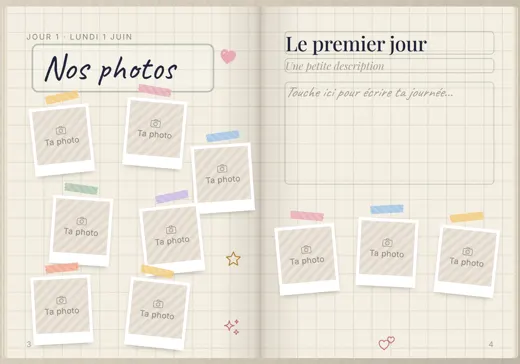 JOUR 1 · LUNDI 1 JUIN
Nos photos
Ta photo
Ta photo
Ta photo
Ta photo
Ta photo
Ta photo
Ta photo
3
Le premier jour
Une petite description
Touche ici pour écrire ta journée...
Ta photo
Ta photo
Ta photo
4